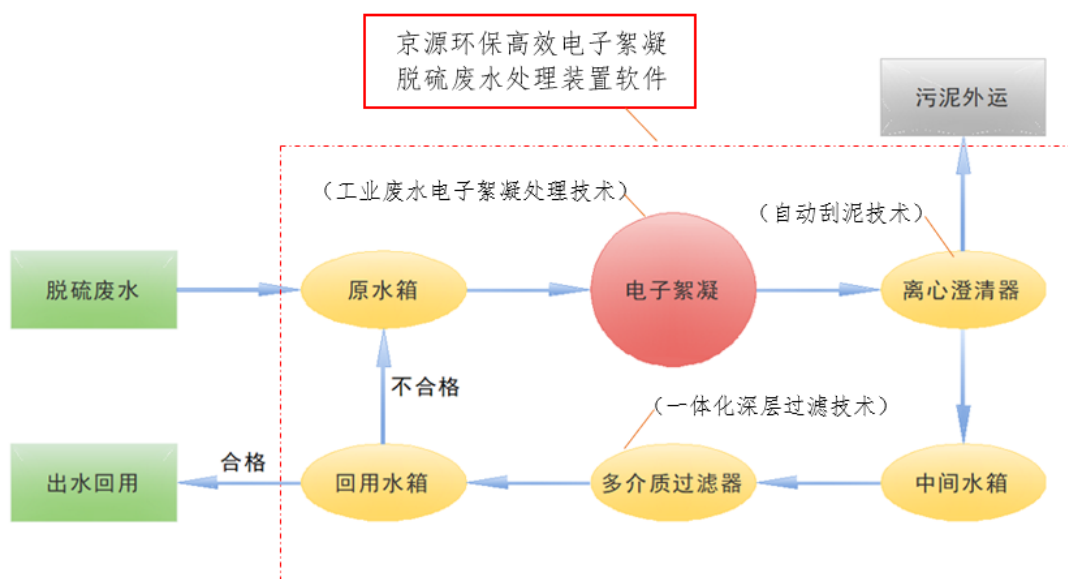 京源环保高效电子絮凝
脱硫废水处理装置软件
污泥外运
（工业废水电子絮凝处理技术）
（自动刮泥技术）
脱硫废水
原水箱
电子絮凝
离心澄清器
不合格
（一体化深层过滤技术）
合格
出水回用
回用水箱
多介质过滤器
中间水箱